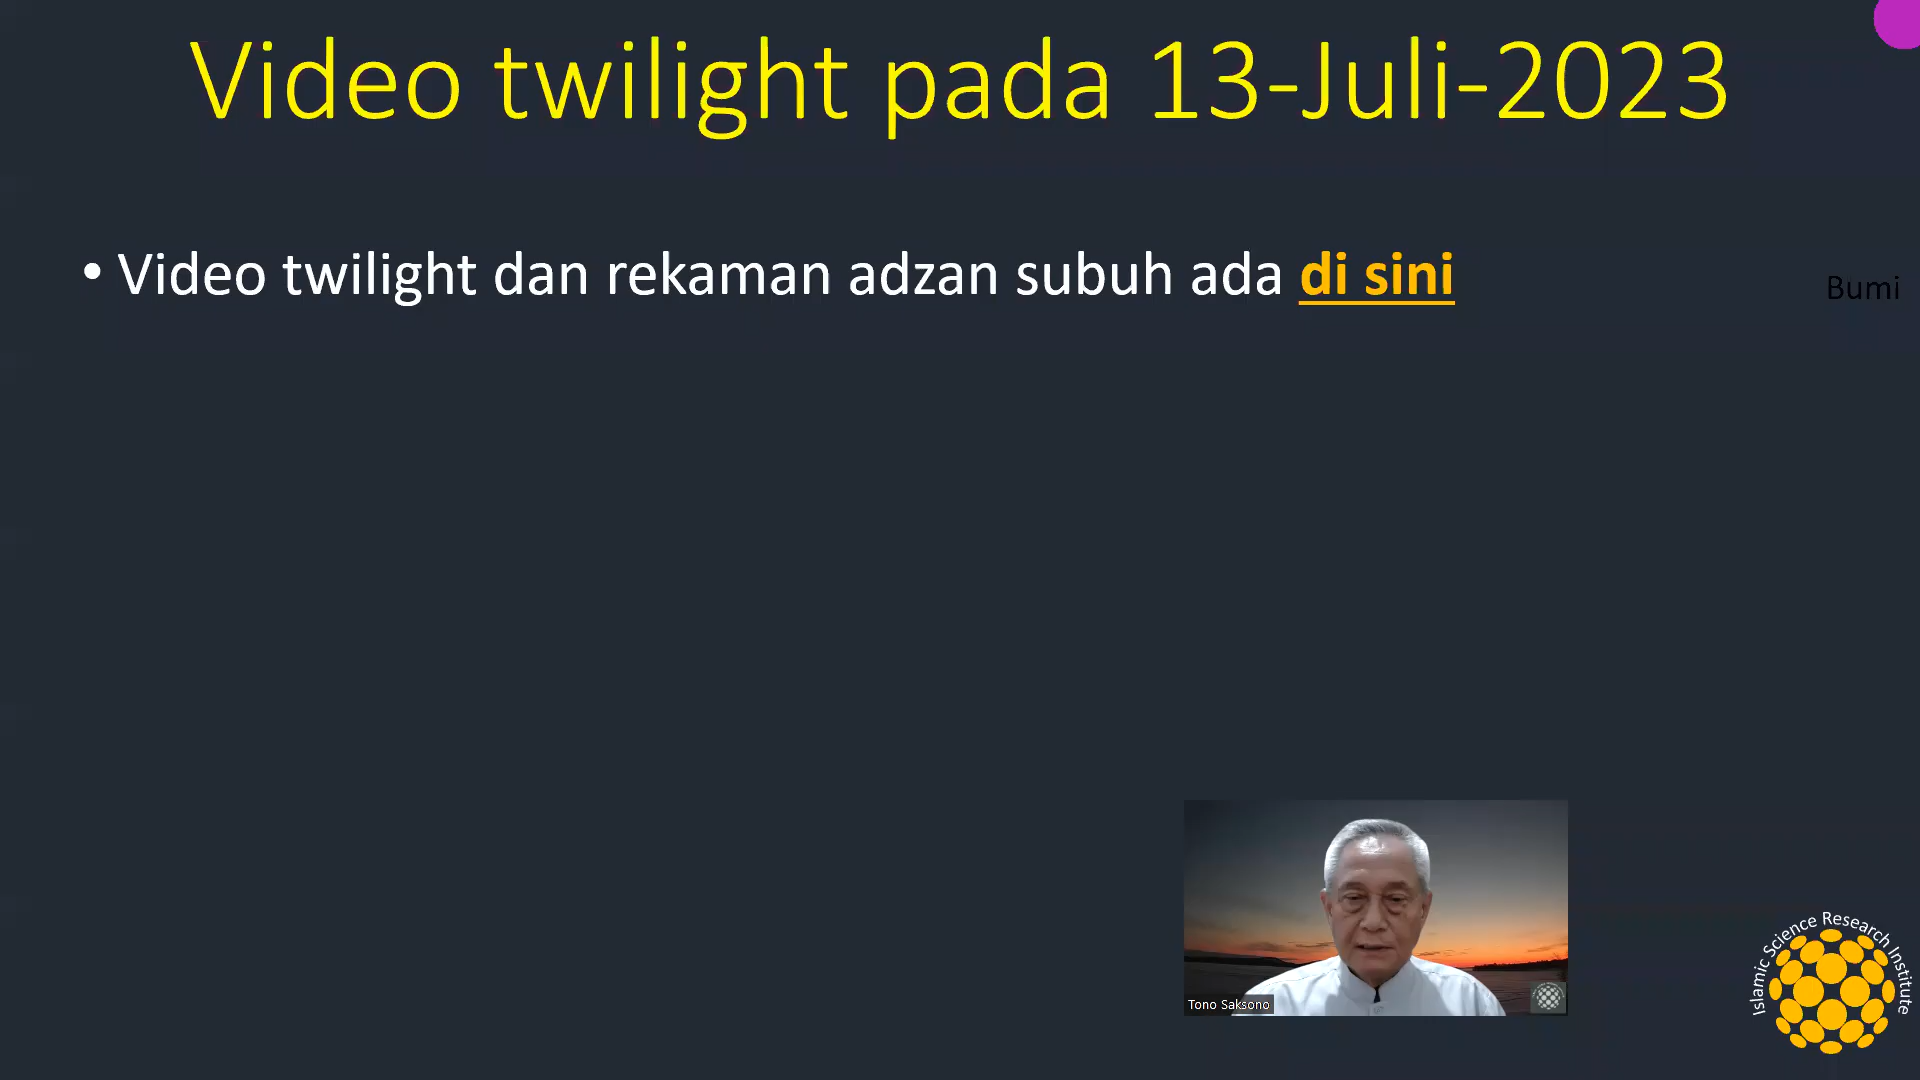 Video twilight pada 13-Juli-2023
• Video twilight dan rekaman adzan subuh ada di sini
Bumi
Tono Saksono
Islamic Science Research Institute